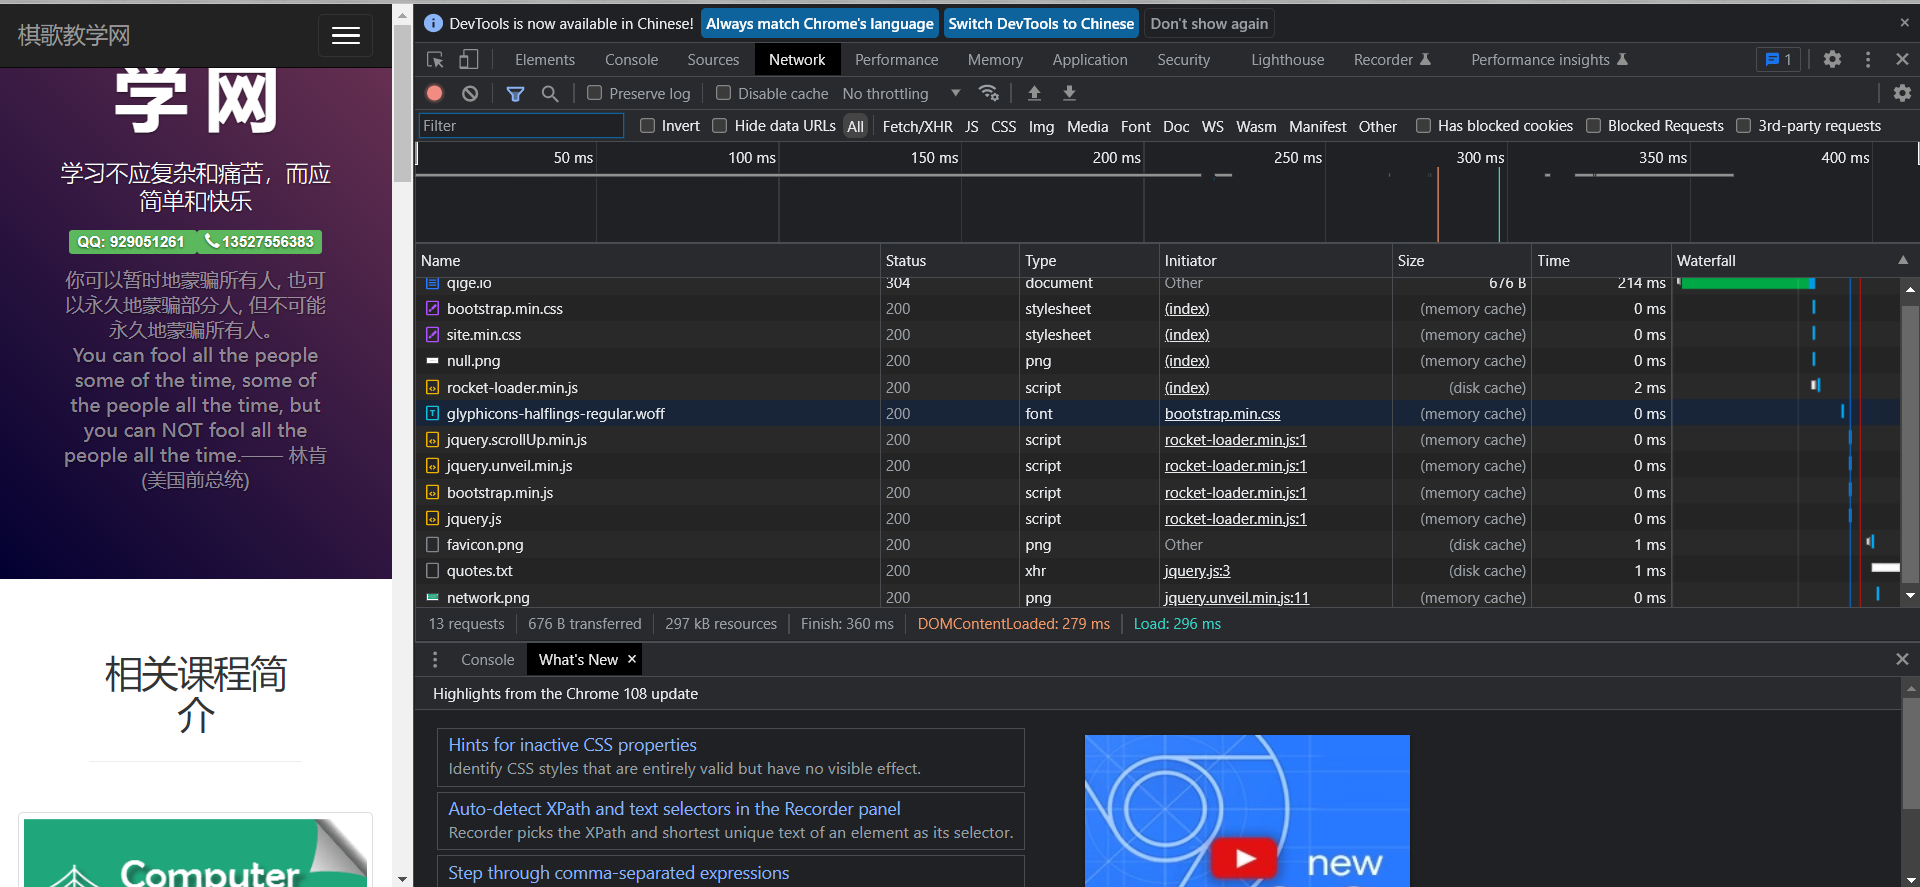 棋歌教学网
学 网
学习不应复杂和痛苦，而应
简单和快乐
QQ: 929051261 13527556383
你可以暂时地蒙骗所有人, 也可
以永久地蒙骗部分人, 但不可能
永久地蒙骗所有人。
You can fool all the people
some of the time, some of
the people all the time, but
you can NOT fool all the
people all the time.—— 林肯
(美国前总统)
相关课程简
介
Computer
DevTools is now available in Chinese! Always match Chrome's language Switch DevTools to Chinese Don't show again
Elements Console Sources Network Performance Memory Application Security Lighthouse Recorder Performance insights 1
Preserve log Disable cache No throttling
Filter Invert Hide data URLs All Fetch/XHR JS CSS Img Media Font Doc WS Wasm Manifest Other Has blocked cookies Blocked Requests 3rd-party requests
50 ms 100 ms 150 ms 200 ms 250 ms 300 ms 350 ms 400 ms
Name Status Type Initiator Size Time Waterfall
qige.io 304 document Other 676 B 214 ms
bootstrap.min.css 200 stylesheet (index) (memory cache) 0 ms
site.min.css 200 stylesheet (index) (memory cache) 0 ms
null.png 200 png (index) (memory cache) 0 ms
rocket-loader.min.js 200 script (index) (disk cache) 2 ms
glyphicons-halflings-regular.woff 200 font bootstrap.min.css (memory cache) 0 ms
jquery.scrollUp.min.js 200 script rocket-loader.min.js:1 (memory cache) 0 ms
jquery.unveil.min.js 200 script rocket-loader.min.js:1 (memory cache) 0 ms
bootstrap.min.js 200 script rocket-loader.min.js:1 (memory cache) 0 ms
jquery.js 200 script rocket-loader.min.js:1 (memory cache) 0 ms
favicon.png 200 png Other (disk cache) 1 ms
quotes.txt 200 xhr jquery.js:3 (disk cache) 1 ms
network.png 200 png jquery.unveil.min.js:11 (memory cache) 0 ms
13 requests 676 B transferred 297 kB resources Finish: 360 ms DOMContentLoaded: 279 ms Load: 296 ms
Console What's New
Highlights from the Chrome 108 update
Hints for inactive CSS properties
Identify CSS styles that are entirely valid but have no visible effect.
Auto-detect XPath and text selectors in the Recorder panel
Recorder picks the XPath and shortest unique text of an element as its selector.
Step through comma-separated expressions
new